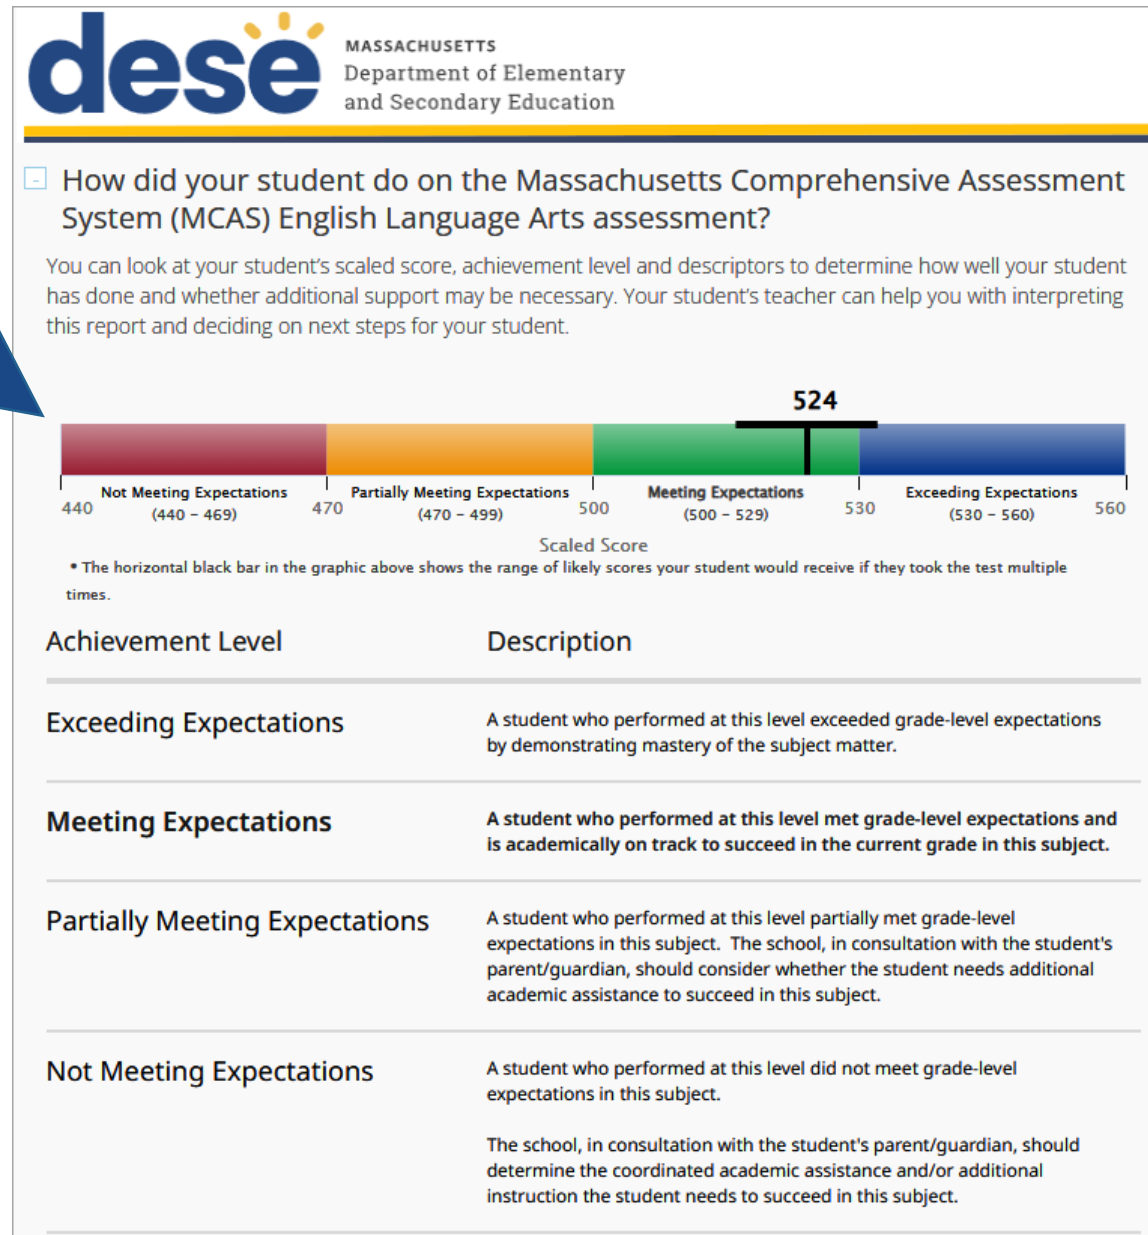 dese
MASSACHUSETTS
Department of Elementary
and Secondary Education
How did your student do on the Massachusetts Comprehensive Assessment
System (MCAS) English Language Arts assessment?
You can look at your student's scaled score, achievement level and descriptors to determine how well your student
has done and whether additional support may be necessary. Your student's teacher can help you with interpreting
this report and deciding on next steps for your student.
524
Not Meeting Expectations Partially Meeting Expectations Meeting Expectations Exceeding Expectations
440 (440 – 469) 470 (470 – 499) 500 (500 – 529) 530 (530 – 560) 560
Scaled Score
* The horizontal black bar in the graphic above shows the range of likely scores your student would receive if they took the test multiple
times.
Achievement Level Description
Exceeding Expectations A student who performed at this level exceeded grade-level expectations
by demonstrating mastery of the subject matter.
Meeting Expectations A student who performed at this level met grade-level expectations and
is academically on track to succeed in the current grade in this subject.
Partially Meeting Expectations A student who performed at this level partially met grade-level
expectations in this subject. The school, in consultation with the student's
parent/guardian, should consider whether the student needs additional
academic assistance to succeed in this subject.
Not Meeting Expectations A student who performed at this level did not meet grade-level
expectations in this subject.
The school, in consultation with the student's parent/guardian, should
determine the coordinated academic assistance and/or additional
instruction the student needs to succeed in this subject.